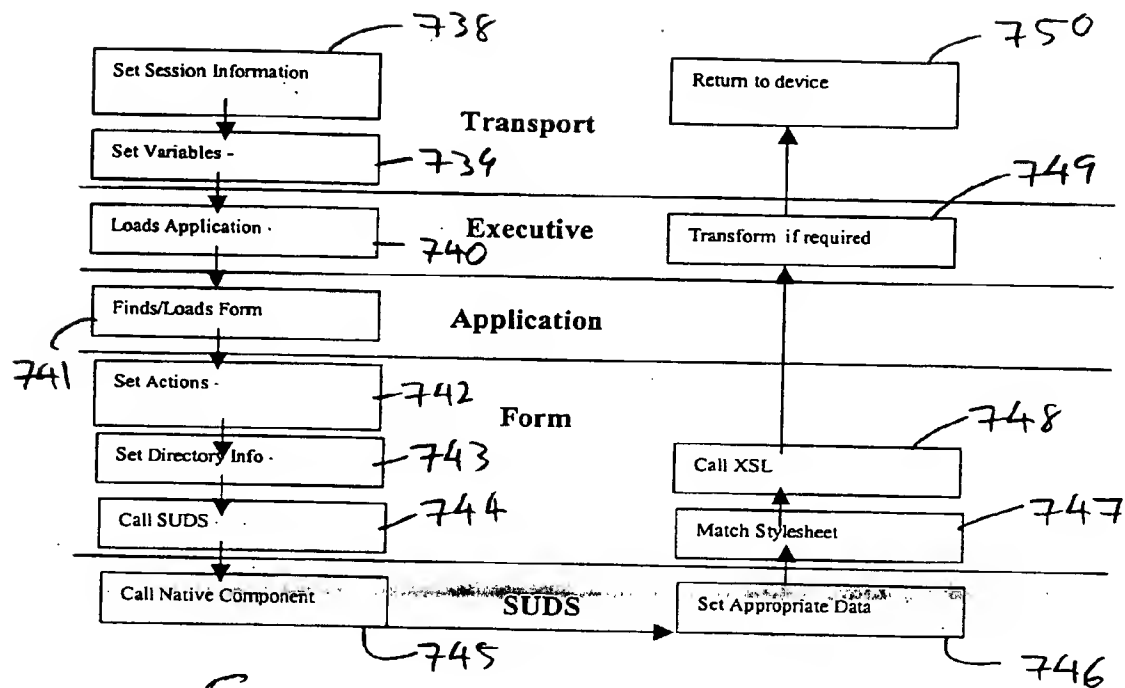 738
750
Set Session Information
Return to device
Transport
Set Variables -
739
749
Loads Application -
740
Executive
Transform if required
Finds/Loads Form
741
Application
Set Actions -
742
Form
748
Set Directory Info -
743
Call XSL
Call SUDS -
744
Match Stylesheet
747
Call Native Component
SUDS
Set Appropriate Data
745
746